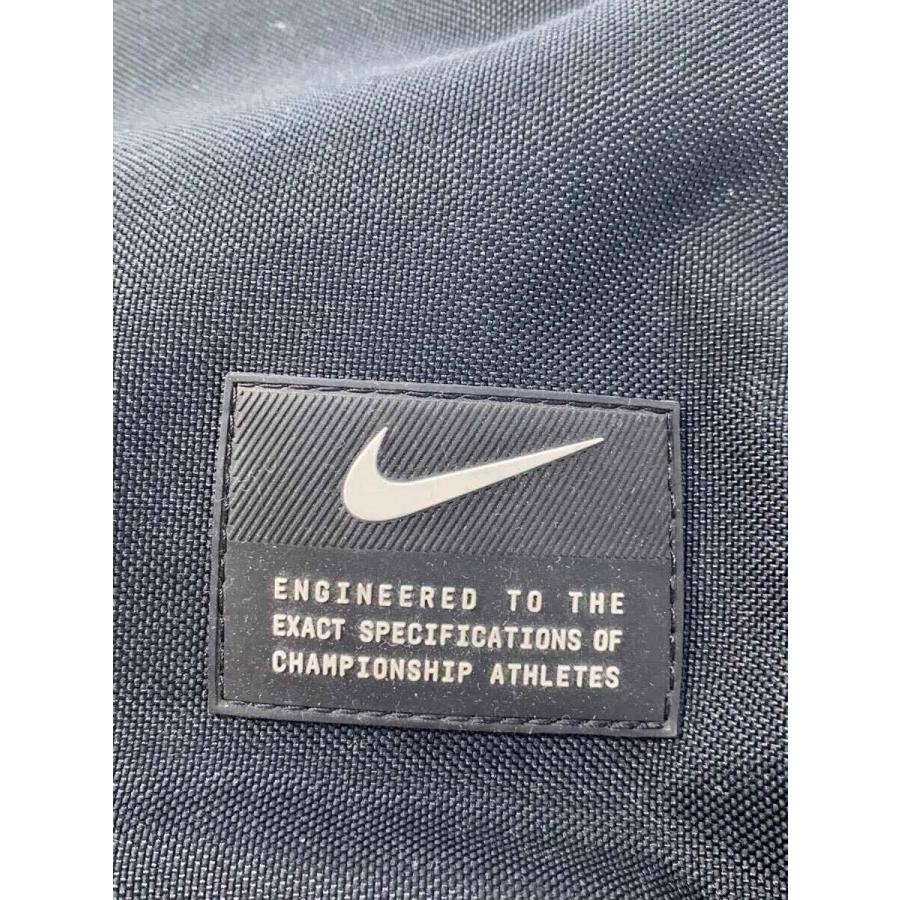 ENGINEERED TO THE
EXACT SPECIFICATIONS OF
CHAMPIONSHIP ATHLETES